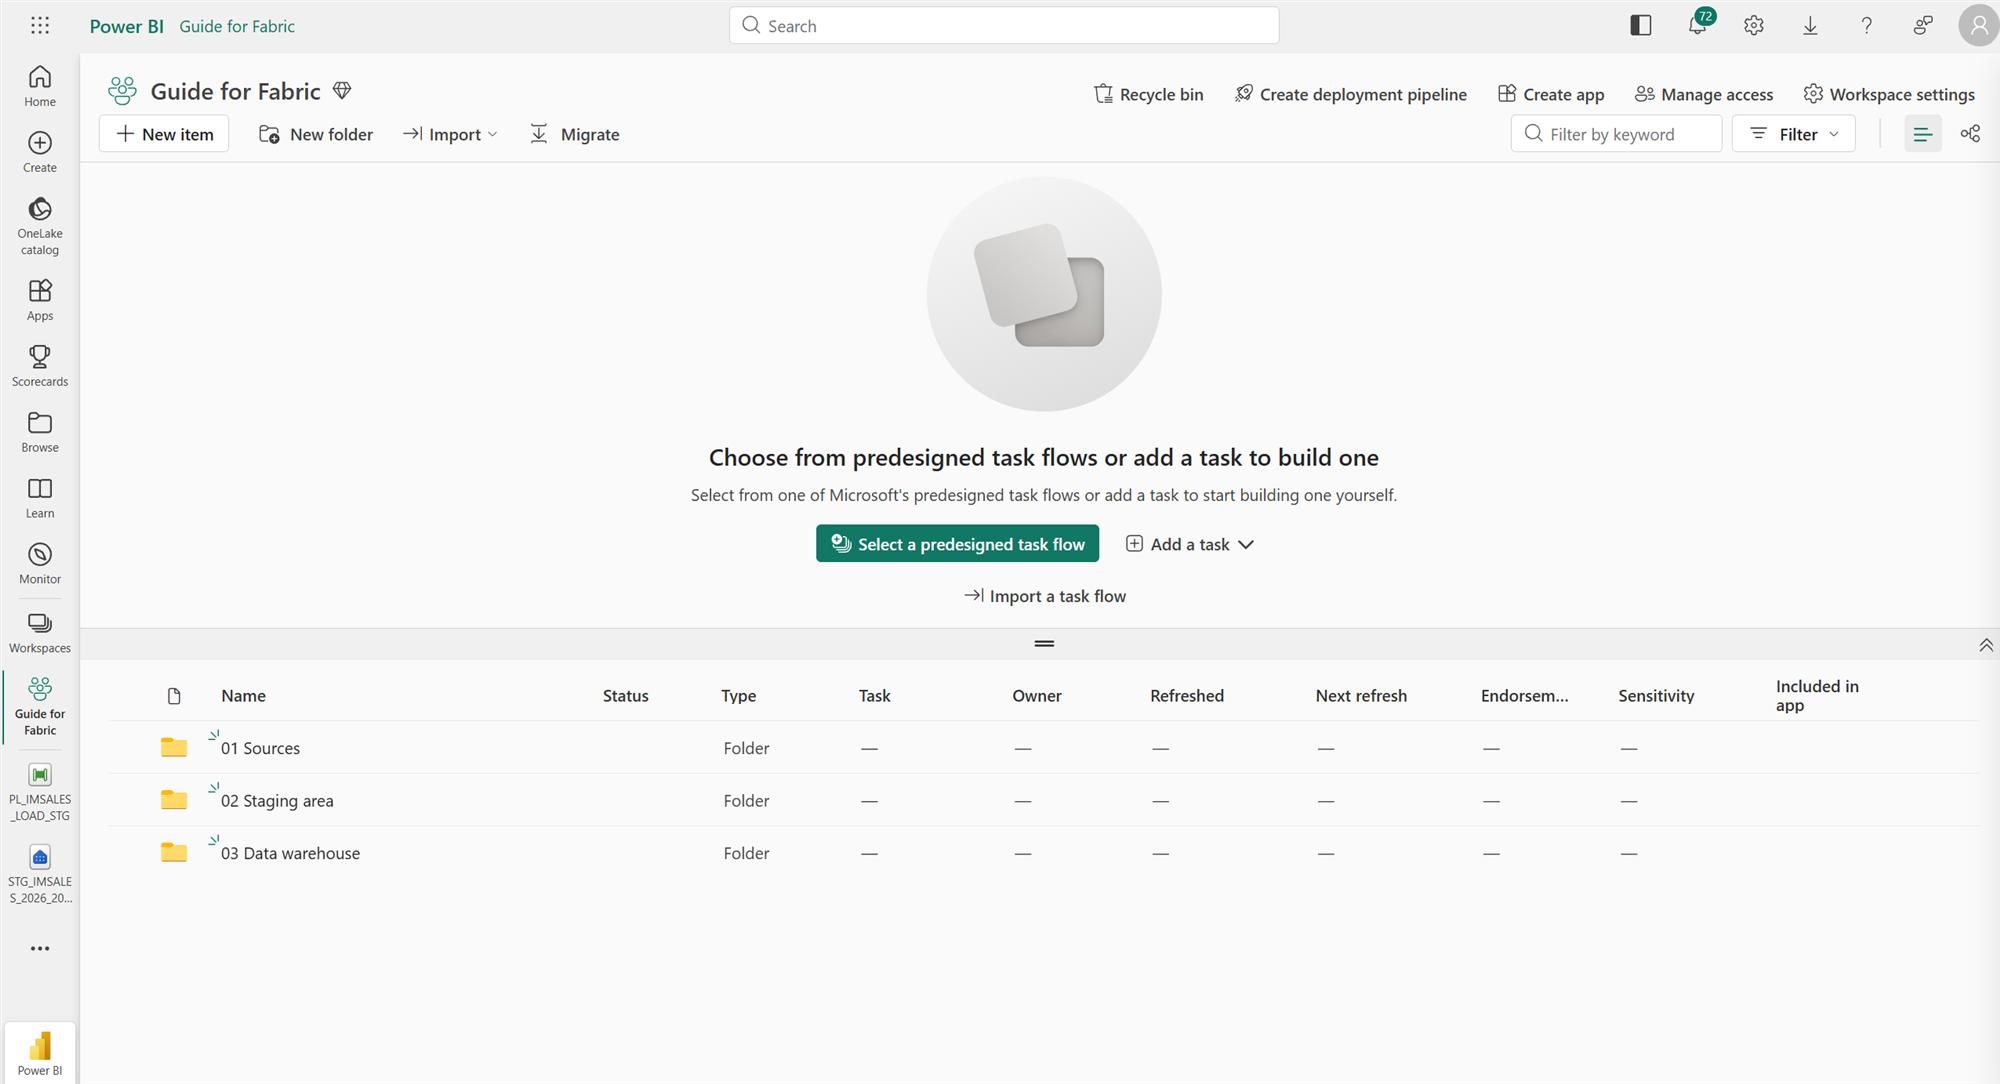 Power BI Guide for Fabric
Search
72
Home
Create
OneLake
catalog
Apps
Scorecards
Browse
Learn
Monitor
Workspaces
Guide for
Fabric
PL_IMSALES
_LOAD_STG
STG_IMSALE
S_2026_20...
Power BI
Guide for Fabric
Recycle bin Create deployment pipeline Create app Manage access Workspace settings
New item New folder Import Migrate
Filter by keyword Filter
Choose from predesigned task flows or add a task to build one
Select from one of Microsoft's predesigned task flows or add a task to start building one yourself.
Select a predesigned task flow Add a task
Import a task flow
Name Status Type Task Owner Refreshed Next refresh Endorsem... Sensitivity Included in
app
01 Sources Folder — — — — — —
02 Staging area Folder — — — — — —
03 Data warehouse Folder — — — — — —